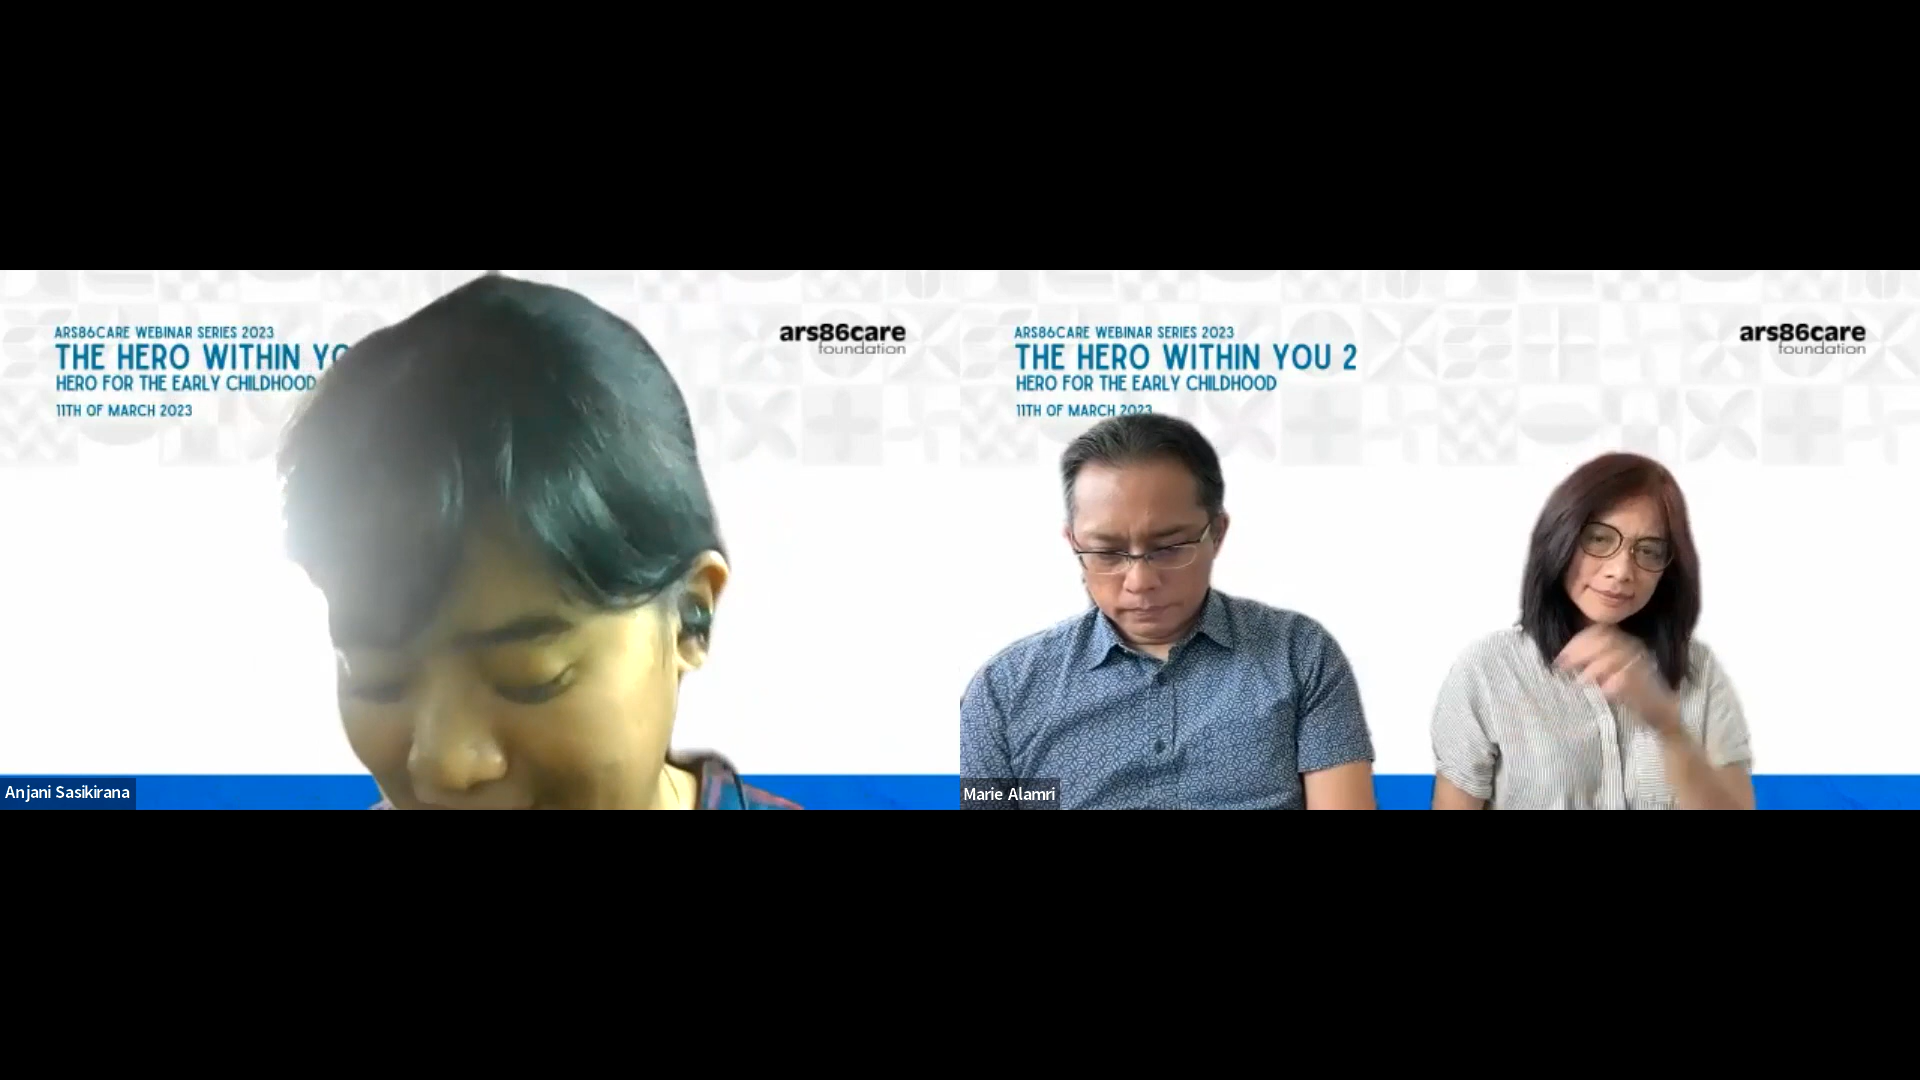 ARS86CARE WEBINAR SERIES 2023
THE HERO WITHIN YO
HERO FOR THE EARLY CHILDHOOD
11TH OF MARCH 2023
ars86care
foundation
Anjani Sasikirana
ARS86CARE WEBINAR SERIES 2023
THE HERO WITHIN YOU 2
HERO FOR THE EARLY CHILDHOOD
11TH OF MARCH 2023
ars86care
foundation
Marie Alamri